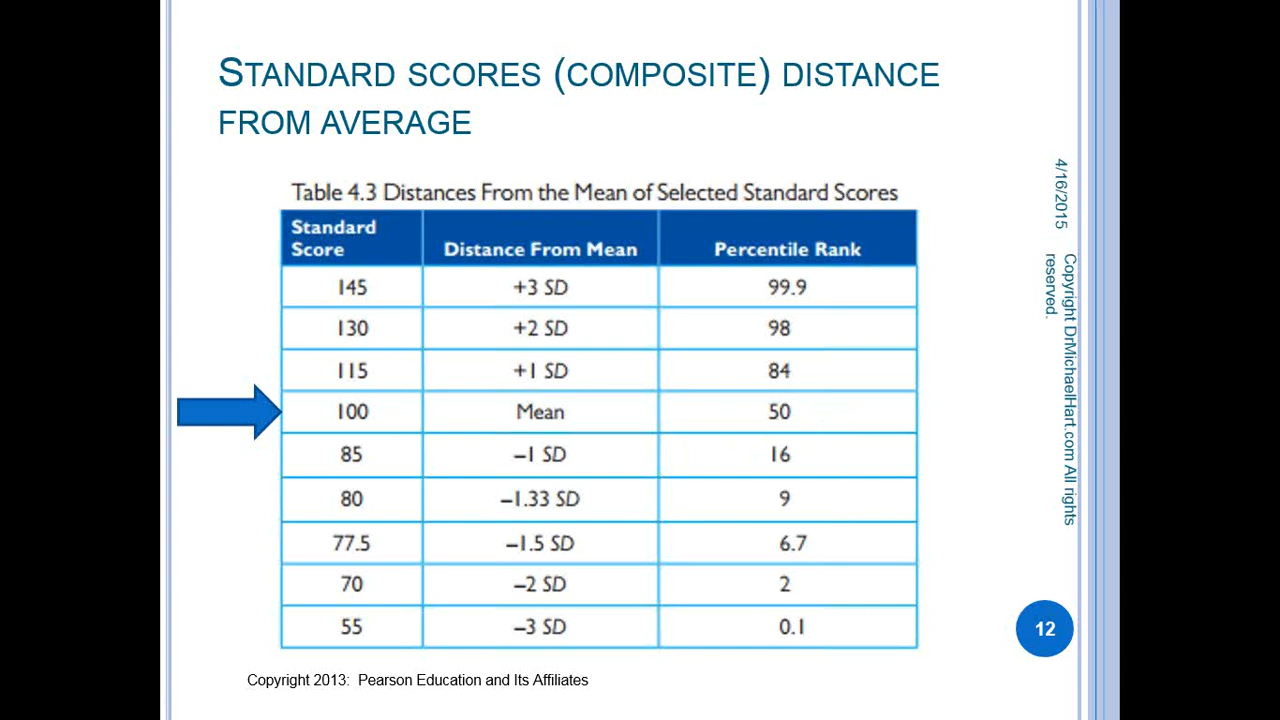 STANDARD SCORES (COMPOSITE) DISTANCE
FROM AVERAGE
Table 4.3 Distances From the Mean of Selected Standard Scores
Standard
Score Distance From Mean Percentile Rank
145 +3 SD 99.9
130 +2 SD 98
115 +1 SD 84
100 Mean 50
85 –1 SD 16
80 –1.33 SD 9
77.5 –1.5 SD 6.7
70 –2 SD 2
55 –3 SD 0.1
Copyright 2013: Pearson Education and Its Affiliates
4/16/2015
Copyright DrMichaelHart.com All rights
reserved.
12